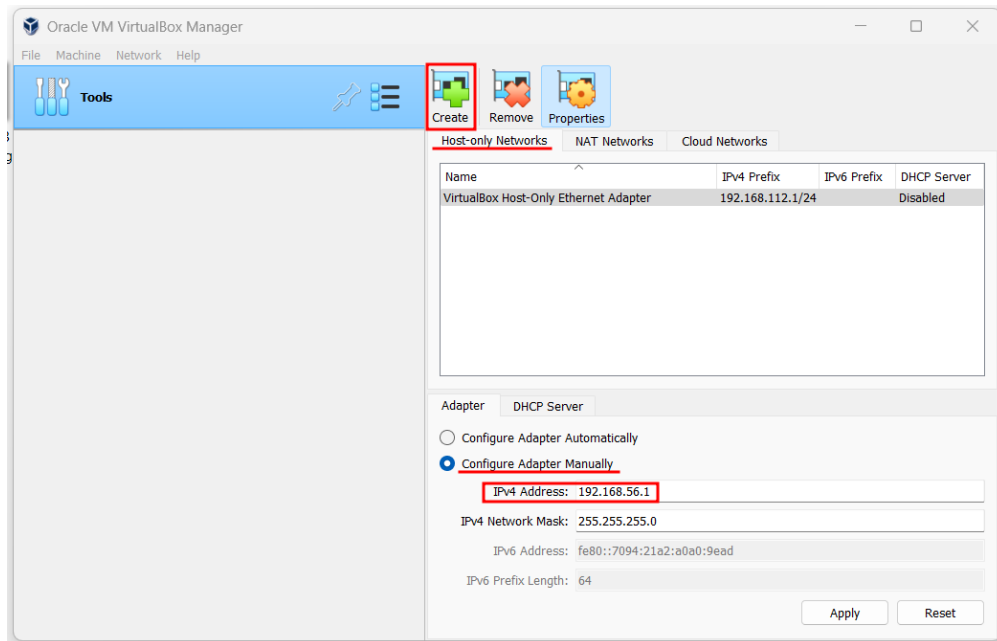 Oracle VM VirtualBox Manager
File Machine Network Help
Tools
Create Remove Properties
Host-only Networks NAT Networks Cloud Networks
Name IPv4 Prefix IPv6 Prefix DHCP Server
VirtualBox Host-Only Ethernet Adapter 192.168.112.1/24 Disabled
Adapter DHCP Server
Configure Adapter Automatically
Configure Adapter Manually
IPv4 Address: 192.168.56.1
IPv4 Network Mask: 255.255.255.0
IPv6 Address: fe80::7094:21a2:a0a0:9ead
IPv6 Prefix Length: 64
Apply Reset